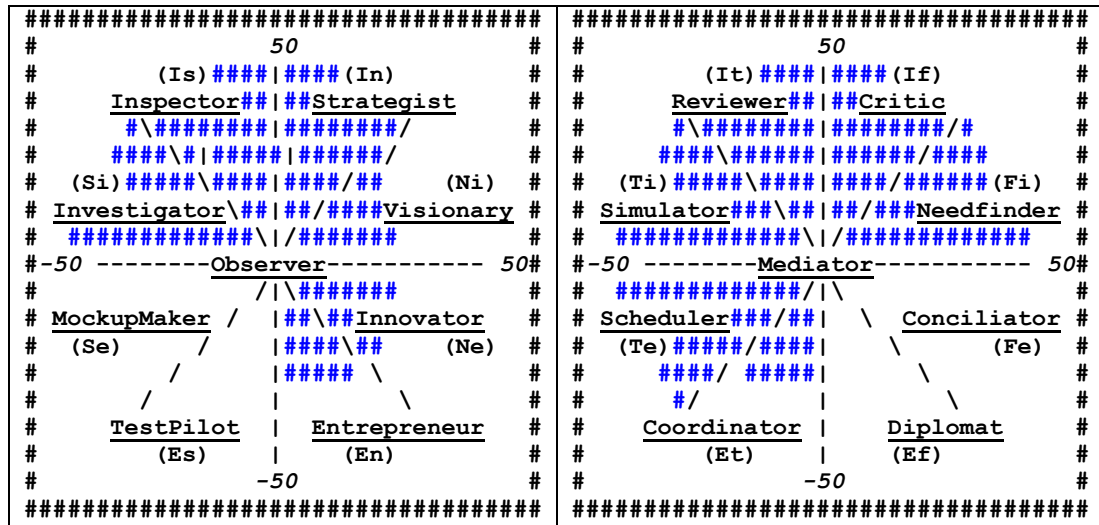 ####################################
# 50 #
# (Is)####|####(In) #
# Inspector##|##Strategist #
# #\########|########/ #
# ####\#|#####|######/ #
# (Si)#####\####|####/## (Ni) #
# Investigator\##|##/####Visionary #
# #############\|/####### #
#-50 --------Observer----------- 50#
# /|\####### #
# MockupMaker / |##\##Innovator #
# (Se) / |####\## (Ne) #
# / |##### \ #
# / | \ #
# TestPilot | Entrepreneur #
# (Es) | (En) #
# -50 #
####################################
####################################
# 50 #
# (It)####|####(If) #
# Reviewer##|##Critic #
# #\########|########/# #
# ####\######|######/#### #
# (Ti)#####\####|####/######(Fi) #
# Simulator###\##|##/###Needfinder #
# #############\|/############# #
#-50 --------Mediator----------- 50#
# #############/|\ #
# Scheduler###/##| \ Conciliator #
# (Te)#####/####| \ (Fe) #
# ####/ #####| \ #
# #/ | \ #
# Coordinator | Diplomat #
# (Et) | (Ef) #
# -50 #
####################################